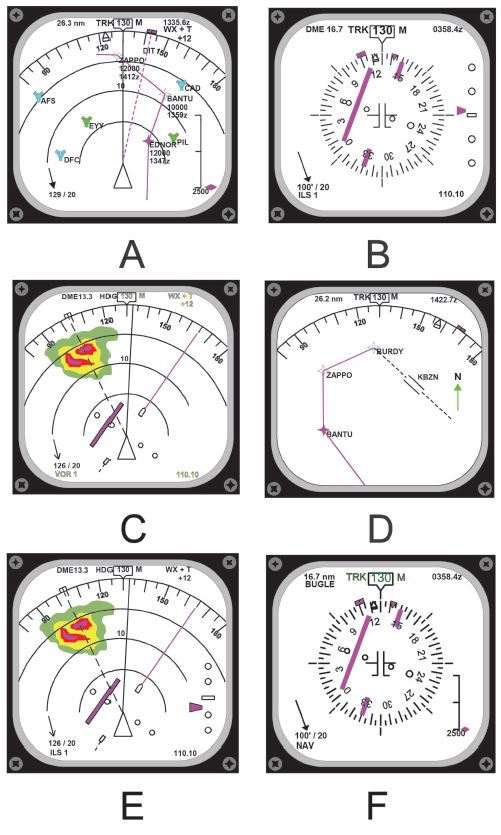 26.3 nm TRK 130 M 1335.6z
WX + T
+12
120
150
90
180
DIT
ZAPPO
12000
1412z
10
CAD
AFS
BANTU
10000
1359z
EYY
PIL
EDNOR
12000
1347z
DFC
129 / 20
2500
A
DME 16.7 TRK 130 M 0358.4z
9 12 15
18
6
21
3
24
0
27
33 30
100° / 20
ILS 1
110.10
B
DME13.3 HDG 130 M WX + T
+12
120
150
90
180
10
126 / 20
VOR 1
110.10
C
26.2 nm TRK 130 M 1422.7z
120
150
90
180
BURDY
ZAPPO
KBZN
N
BANTU
D
DME13.3 HDG 130 M WX + T
+12
120
150
90
180
10
126 / 20
ILS 1
110.10
E
16.7 nm TRK 130 M 0358.4z
BUGLE
9 12 15
18
6
21
3
24
0
27
33 30
100° / 20
NAV
2500
F